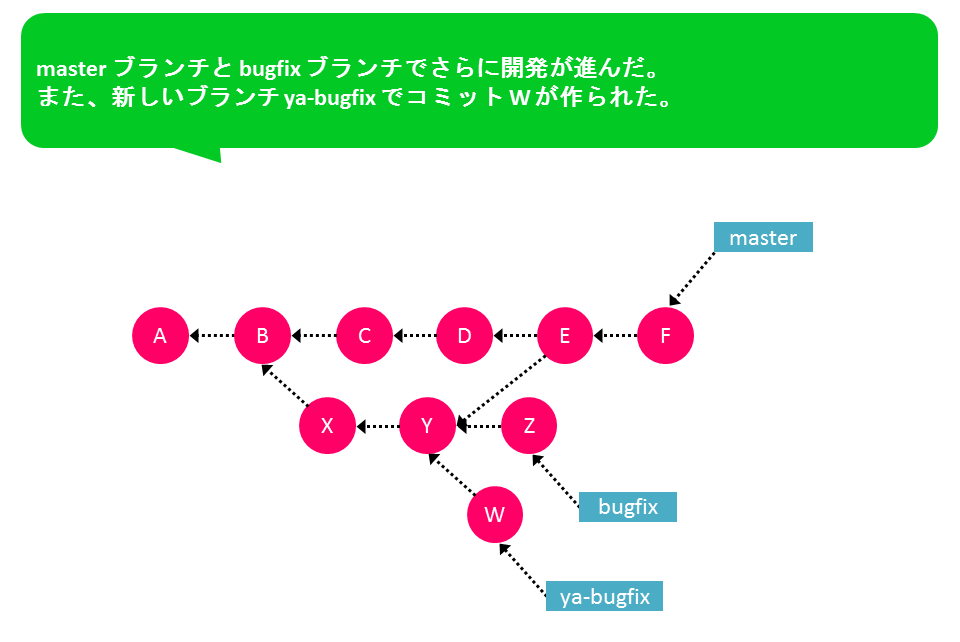 master ブランチと bugfix ブランチでさらに開発が進んだ。
また、新しいブランチ ya-bugfix でコミット W が作られた。
master
A
B
C
D
E
F
X
Y
Z
bugfix
W
ya-bugfix